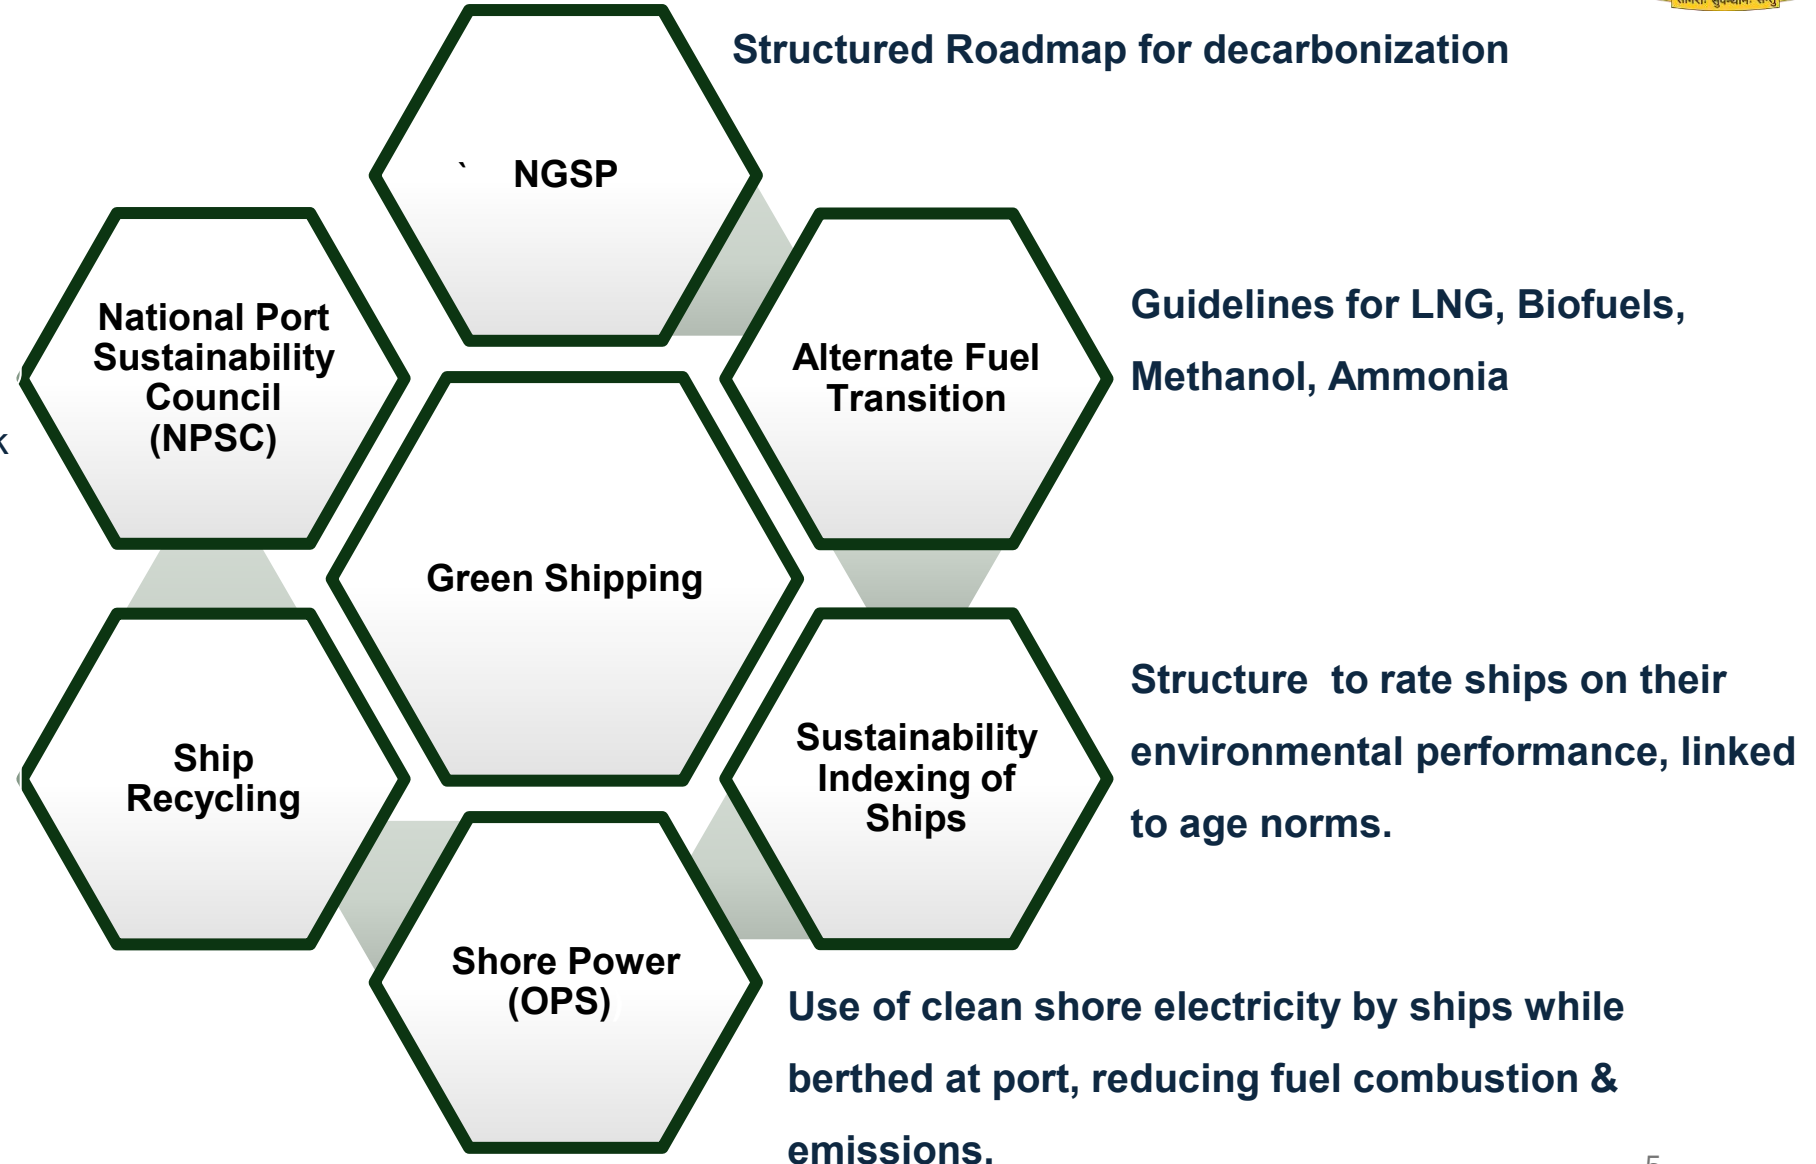 Structured Roadmap for decarbonization
` NGSP
National Port
Sustainability
Council
(NPSC)
Alternate Fuel
Transition
Guidelines for LNG, Biofuels,
Methanol, Ammonia
Green Shipping
Ship
Recycling
Sustainability
Indexing of
Ships
Structure  to rate ships on their
environmental performance, linked
to age norms.
Shore Power
(OPS)
Use of clean shore electricity by ships while
berthed at port, reducing fuel combustion &
emissions.